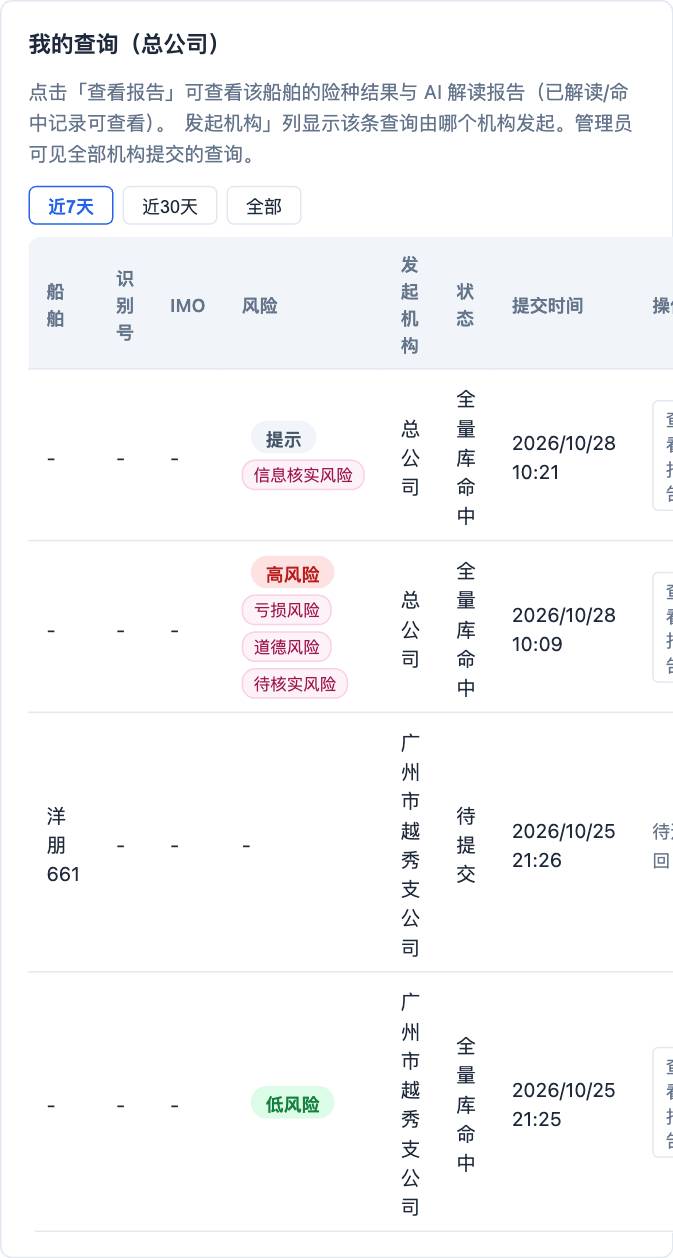 我的查询（总公司）
点击「查看报告」可查看该船舶的险种结果与 AI 解读报告（已解读/命
中记录可查看）。 发起机构」列显示该条查询由哪个机构发起。管理员
可见全部机构提交的查询。
近7天 近30天 全部
船舶 识别号 IMO 风险 发起机构 状态 提交时间
- - - 提示 信息核实风险 总公司 全量库命中 2026/10/28 10:21
- - - 高风险 亏损风险 道德风险 待核实风险 总公司 全量库命中 2026/10/28 10:09
洋朋661 - - - 广州市越秀支公司 待提交 2026/10/25 21:26 回
- - - 低风险 广州市越秀支公司 全量库命中 2026/10/25 21:25